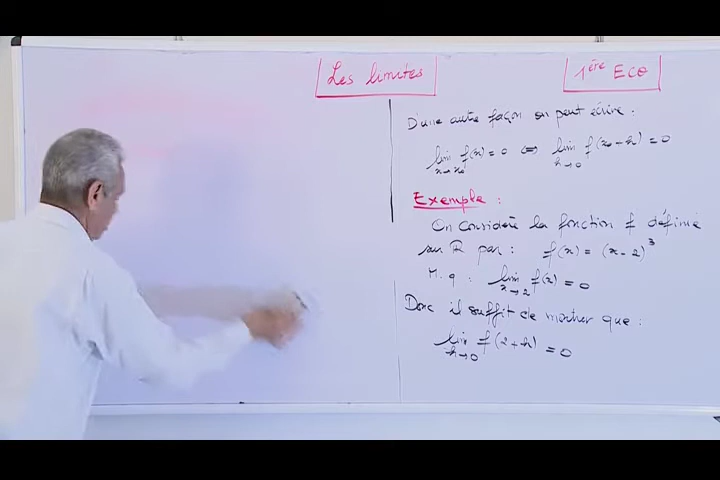 Les limites
1ère Eco
D'une autre façon on peut écrire :
lim f(x) = 0 ⇔ lim f(x₀ - h) = 0
x→x₀ h→0
Exemple :
On considère la fonction f définie
sur ℝ par : f(x) = (x - 2)³
M. q : lim f(x) = 0
x→2
Donc il suffit de montrer que :
lim f(2+h) = 0
h→0